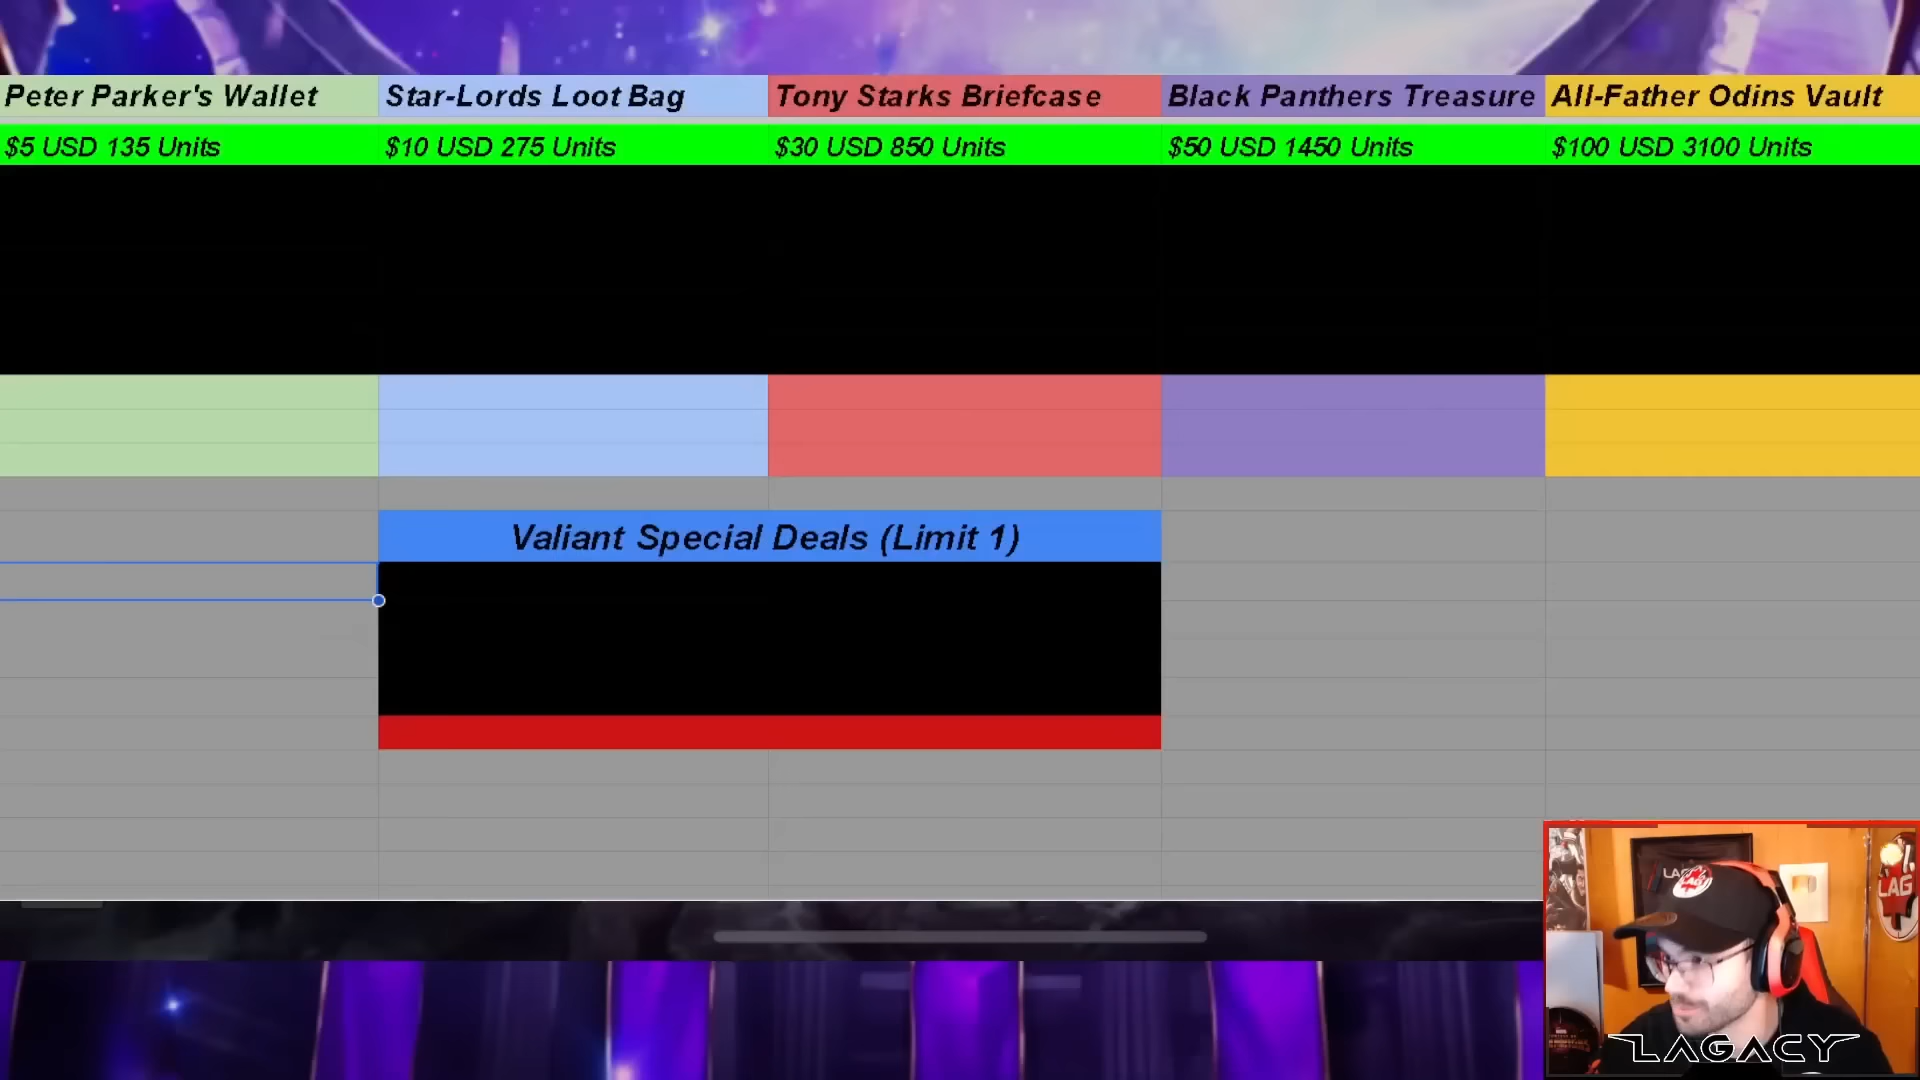 Peter Parker's Wallet
Star-Lords Loot Bag
Tony Starks Briefcase
Black Panthers Treasure
All-Father Odins Vault
$5 USD 135 Units
$10 USD 275 Units
$30 USD 850 Units
$50 USD 1450 Units
$100 USD 3100 Units
Valiant Special Deals (Limit 1)
LAG
LAG
LAGACY